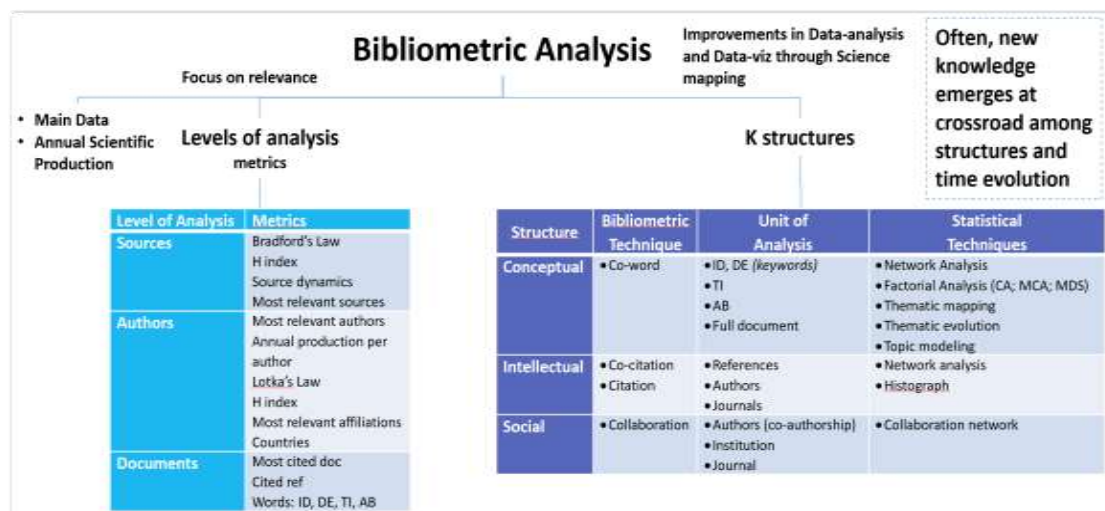 Bibliometric Analysis
Improvements in Data-analysis
and Data-viz through Science
mapping
Often, new
knowledge
emerges at
crossroad among
structures and
time evolution
Focus on relevance
• Main Data
• Annual Scientific
Production
Levels of analysis
metrics
K structures
Level of Analysis Metrics
Sources Bradford's Law
H index
Source dynamics
Most relevant sources
Authors Most relevant authors
Annual production per
author
Lotka's Law
H index
Most relevant affiliations
Countries
Documents Most cited doc
Cited ref
Words: ID, DE, TI, AB
Structure Bibliometric Technique Unit of Analysis Statistical Techniques
Conceptual • Co-word • ID, DE (keywords) • Network Analysis
• TI • Factorial Analysis (CA; MCA; MDS)
• AB • Thematic mapping
• Full document • Thematic evolution
• Topic modeling
Intellectual • Co-citation • References • Network analysis
• Citation • Authors • Histograph
• Journals
Social • Collaboration • Authors (co-authorship) • Collaboration network
• Institution
• Journal